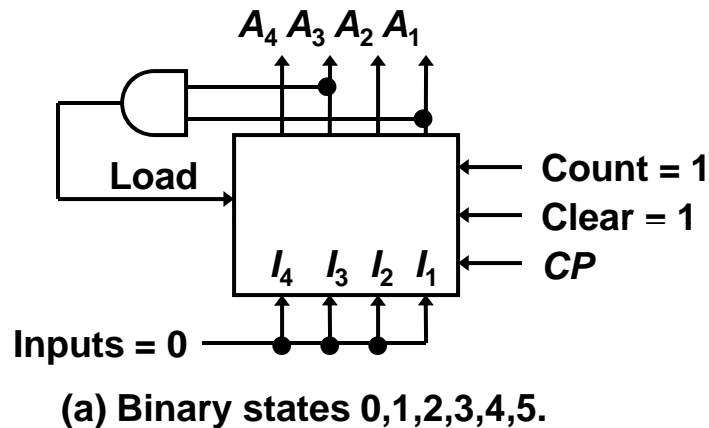 A4 A3 A2 A1
Load
Count = 1
Clear = 1
I4 I3 I2 I1
CP
Inputs = 0
(a) Binary states 0,1,2,3,4,5.